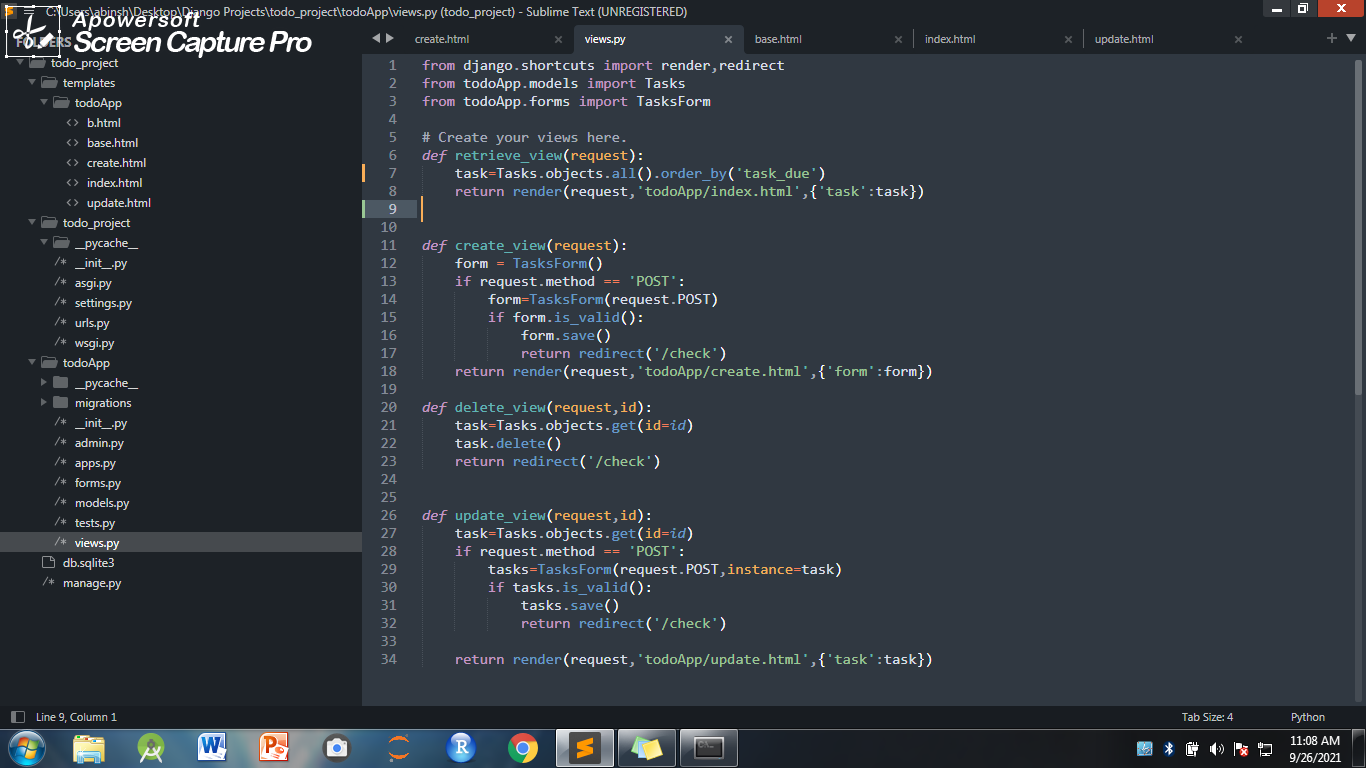 C:\Users\abinsh\Desktop\Django Projects\todo_project\todoApp\views.py (todo_project) - Sublime Text (UNREGISTERED)
Apowersoft
Screen Capture Pro
FOLDERS
todo_project
templates
todoApp
b.html
base.html
create.html
index.html
update.html
todo_project
__pycache__
__init__.py
asgi.py
settings.py
urls.py
wsgi.py
todoApp
__pycache__
migrations
__init__.py
admin.py
apps.py
forms.py
models.py
tests.py
views.py
db.sqlite3
manage.py
create.html views.py base.html index.html update.html
1 from django.shortcuts import render,redirect
2 from todoApp.models import Tasks
3 from todoApp.forms import TasksForm
4
5 # Create your views here.
6 def retrieve_view(request):
7     task=Tasks.objects.all().order_by('task_due')
8     return render(request,'todoApp/index.html',{'task':task})
9
10
11 def create_view(request):
12     form = TasksForm()
13     if request.method == 'POST':
14         form=TasksForm(request.POST)
15         if form.is_valid():
16             form.save()
17             return redirect('/check')
18     return render(request,'todoApp/create.html',{'form':form})
19
20 def delete_view(request,id):
21     task=Tasks.objects.get(id=id)
22     task.delete()
23     return redirect('/check')
24
25
26 def update_view(request,id):
27     task=Tasks.objects.get(id=id)
28     if request.method == 'POST':
29         tasks=TasksForm(request.POST,instance=task)
30         if tasks.is_valid():
31             tasks.save()
32             return redirect('/check')
33
34     return render(request,'todoApp/update.html',{'task':task})
Line 9, Column 1
Tab Size: 4
Python
11:08 AM
9/26/2021